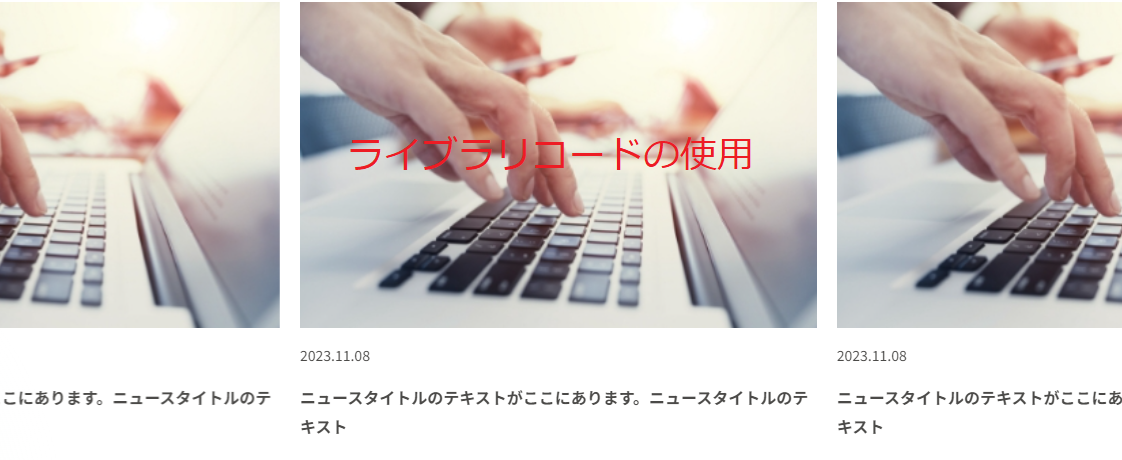 ライブラリコードの使用
2023.11.08
2023.11.08
こにあります。ニュースタイトルのテ
ニュースタイトルのテキストがここにあります。ニュースタイトルのテ
キスト
ニュースタイトルのテキストがここにあ
キスト